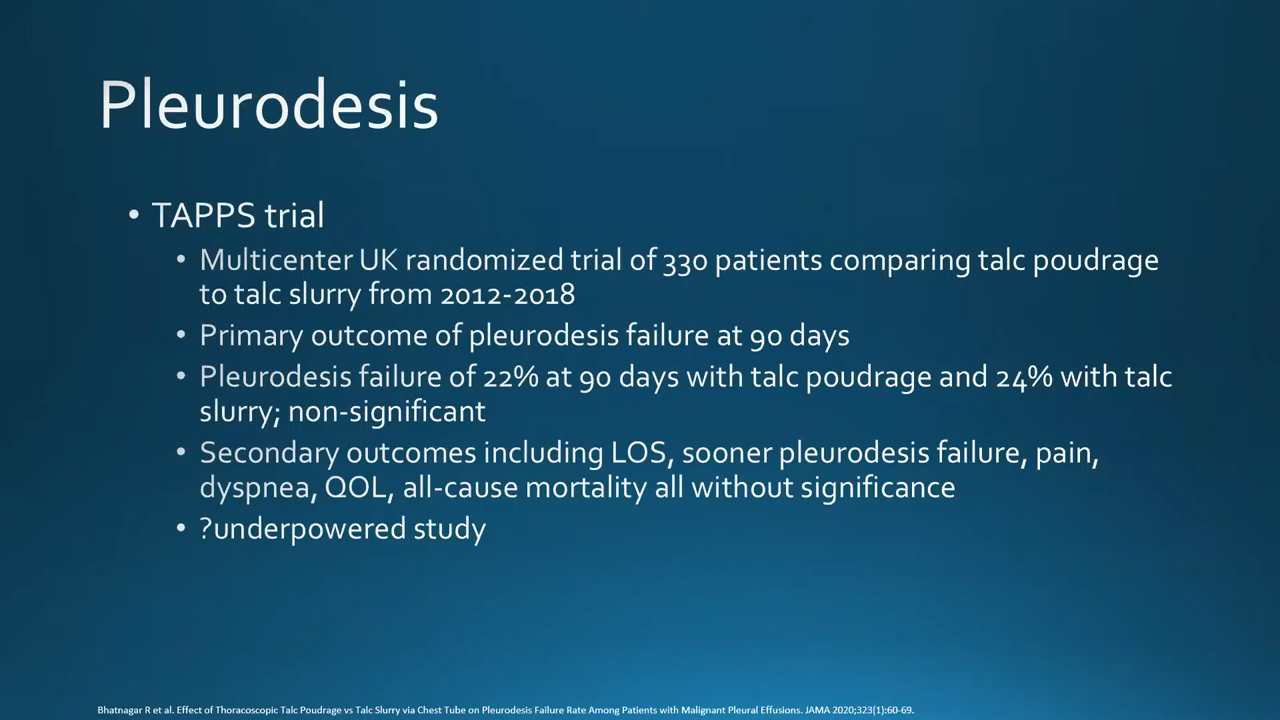 Pleurodesis
• TAPPS trial
• Multicenter UK randomized trial of 330 patients comparing talc poudrage
to talc slurry from 2012-2018
• Primary outcome of pleurodesis failure at 90 days
• Pleurodesis failure of 22% at 90 days with talc poudrage and 24% with talc
slurry; non-significant
• Secondary outcomes including LOS, sooner pleurodesis failure, pain,
dyspnea, QOL, all-cause mortality all without significance
• ?underpowered study
Bhatnagar R et al. Effect of Thoracoscopic Talc Poudrage vs Talc Slurry via Chest Tube on Pleurodesis Failure Rate Among Patients with Malignant Pleural Effusions. JAMA 2020;323(1):60-69.